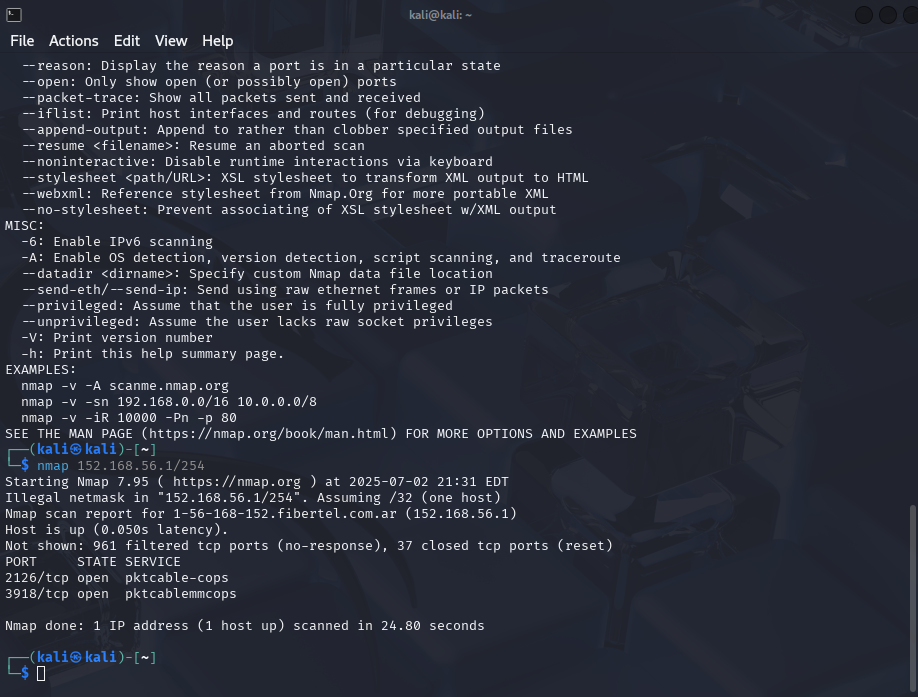 kali@kali: ~
File Actions Edit View Help
--reason: Display the reason a port is in a particular state
--open: Only show open (or possibly open) ports
--packet-trace: Show all packets sent and received
--iflist: Print host interfaces and routes (for debugging)
--append-output: Append to rather than clobber specified output files
--resume <filename>: Resume an aborted scan
--noninteractive: Disable runtime interactions via keyboard
--stylesheet <path/URL>: XSL stylesheet to transform XML output to HTML
--webxml: Reference stylesheet from Nmap.Org for more portable XML
--no-stylesheet: Prevent associating of XSL stylesheet w/XML output
MISC:
-6: Enable IPv6 scanning
-A: Enable OS detection, version detection, script scanning, and traceroute
--datadir <dirname>: Specify custom Nmap data file location
--send-eth/--send-ip: Send using raw ethernet frames or IP packets
--privileged: Assume that the user is fully privileged
--unprivileged: Assume the user lacks raw socket privileges
-V: Print version number
-h: Print this help summary page.
EXAMPLES:
nmap -v -A scanme.nmap.org
nmap -v -sn 192.168.0.0/16 10.0.0.0/8
nmap -v -iR 10000 -Pn -p 80
SEE THE MAN PAGE (https://nmap.org/book/man.html) FOR MORE OPTIONS AND EXAMPLES
┌──(kali㉿kali)-[~]
└─$ nmap 152.168.56.1/254
Starting Nmap 7.95 ( https://nmap.org ) at 2025-07-02 21:31 EDT
Illegal netmask in "152.168.56.1/254". Assuming /32 (one host)
Nmap scan report for 1-56-168-152.fibertel.com.ar (152.168.56.1)
Host is up (0.050s latency).
Not shown: 961 filtered tcp ports (no-response), 37 closed tcp ports (reset)
PORT STATE SERVICE
2126/tcp open pktcable-cops
3918/tcp open pktcablemmcops
Nmap done: 1 IP address (1 host up) scanned in 24.80 seconds
┌──(kali㉿kali)-[~]
└─$